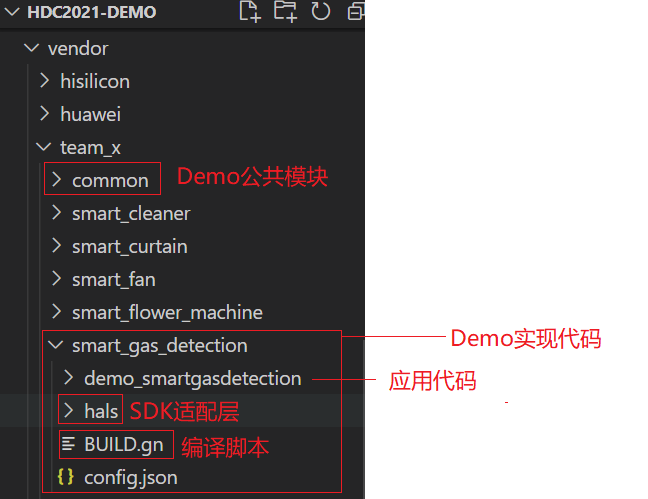 HDC2021-DEMO
vendor
hisilicon
huawei
team_x
common Demo公共模块
smart_cleaner
smart_curtain
smart_fan
smart_flower_machine
smart_gas_detection Demo实现代码
demo_smartgasdetection 应用代码
hals SDK适配层
BUILD.gn 编译脚本
{} config.json